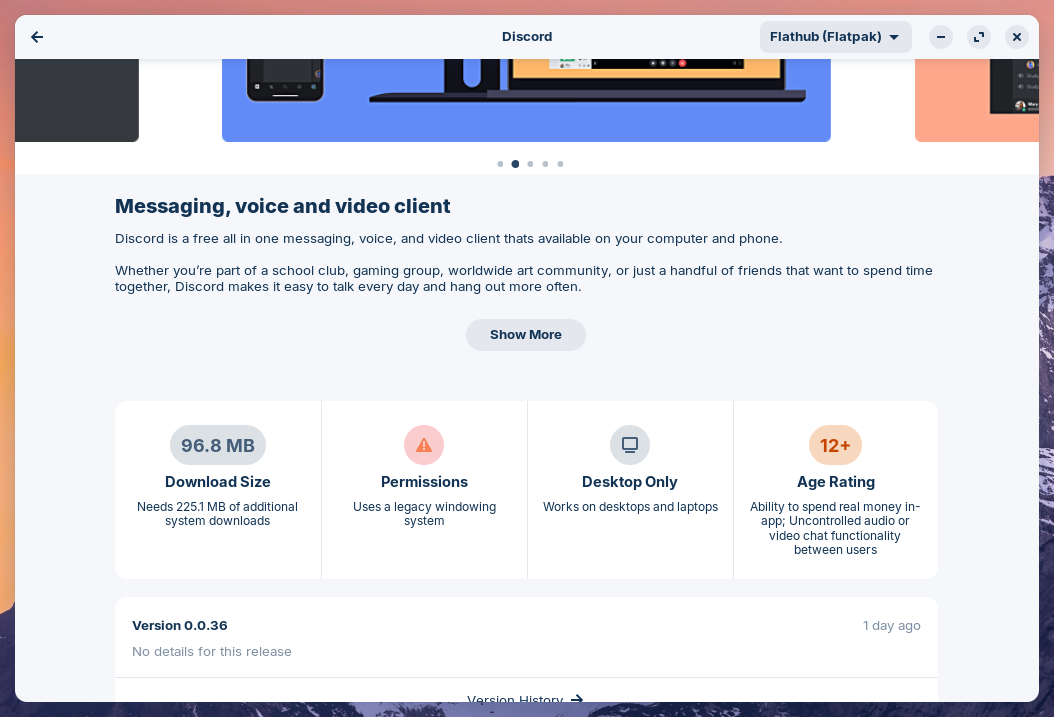 Discord
Flathub (Flatpak)
Messaging, voice and video client
Discord is a free all in one messaging, voice, and video client thats available on your computer and phone.
Whether you’re part of a school club, gaming group, worldwide art community, or just a handful of friends that want to spend time
together, Discord makes it easy to talk every day and hang out more often.
Show More
96.8 MB
Download Size
Needs 225.1 MB of additional
system downloads
Permissions
Uses a legacy windowing
system
Desktop Only
Works on desktops and laptops
12+
Age Rating
Ability to spend real money in-
app; Uncontrolled audio or
video chat functionality
between users
Version 0.0.36
1 day ago
No details for this release
Version History